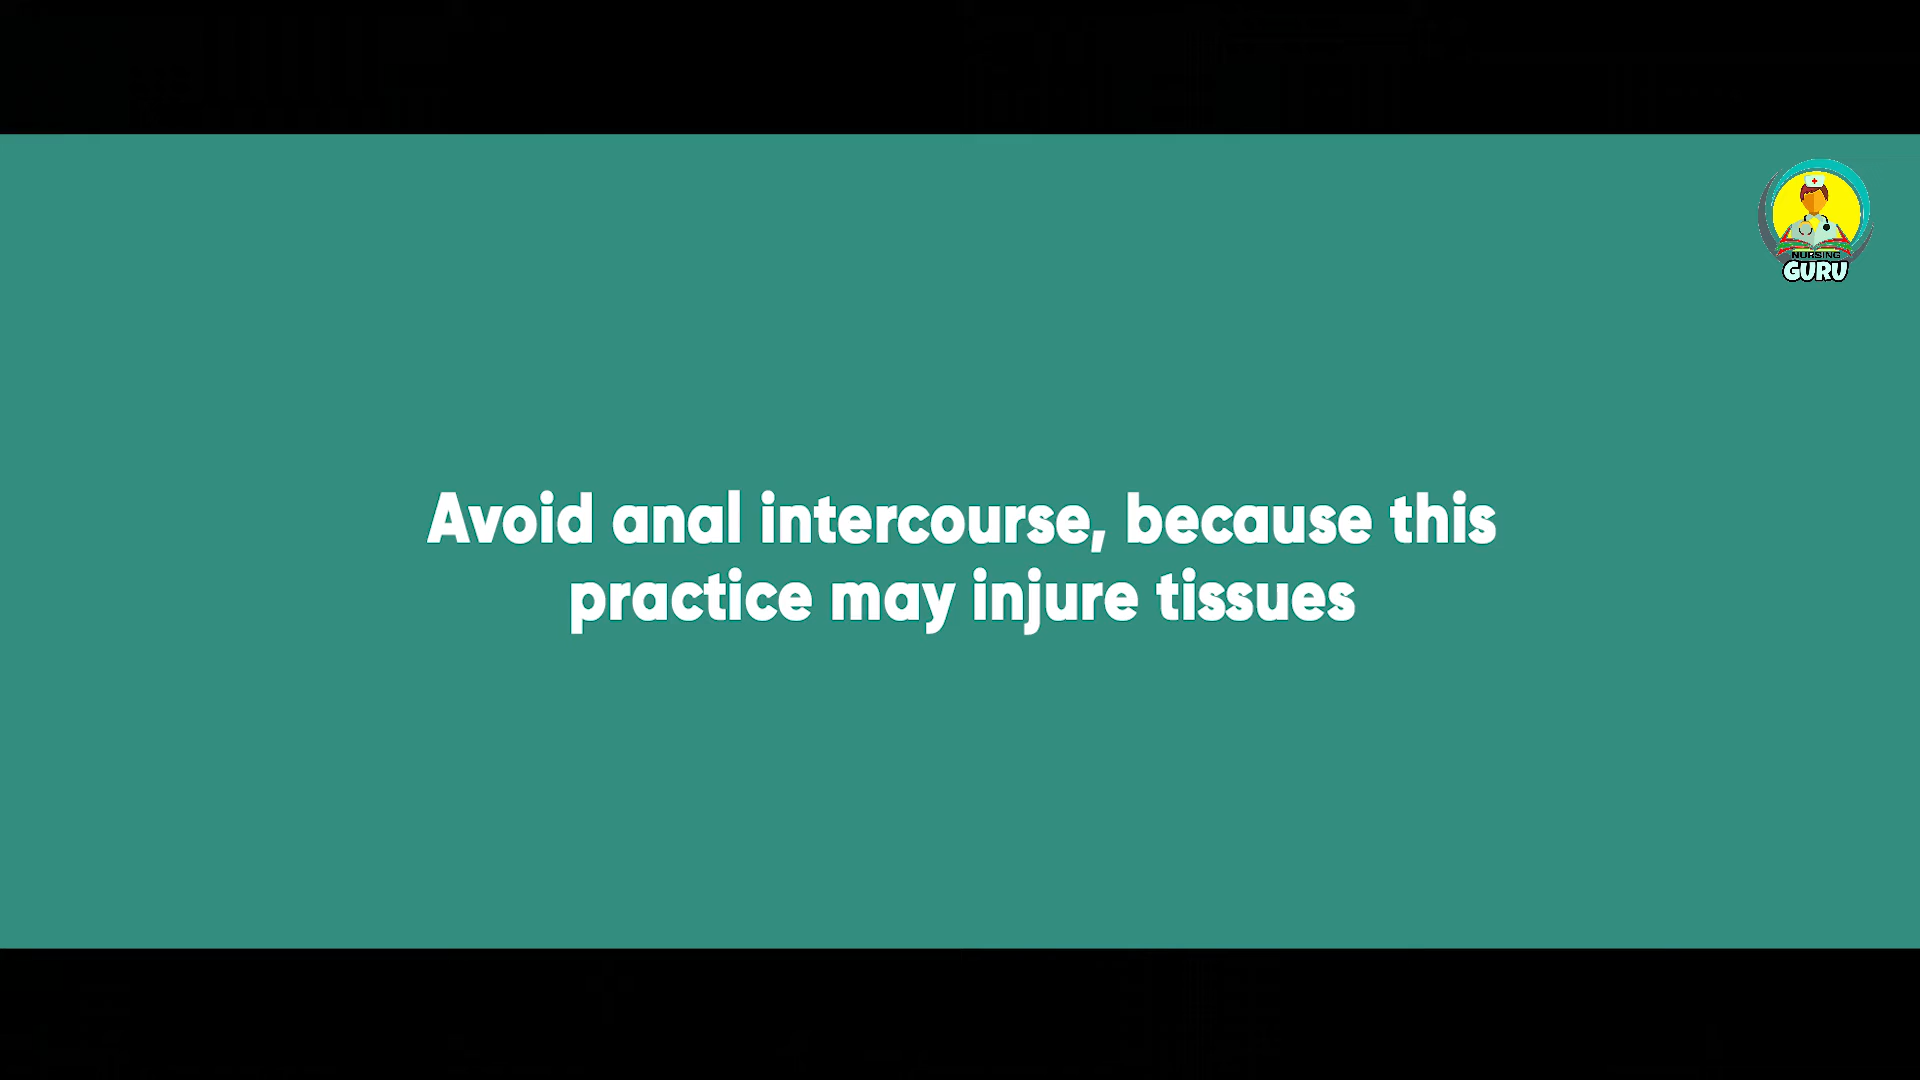 NURSING
GURU
Avoid anal intercourse, because this
practice may injure tissues